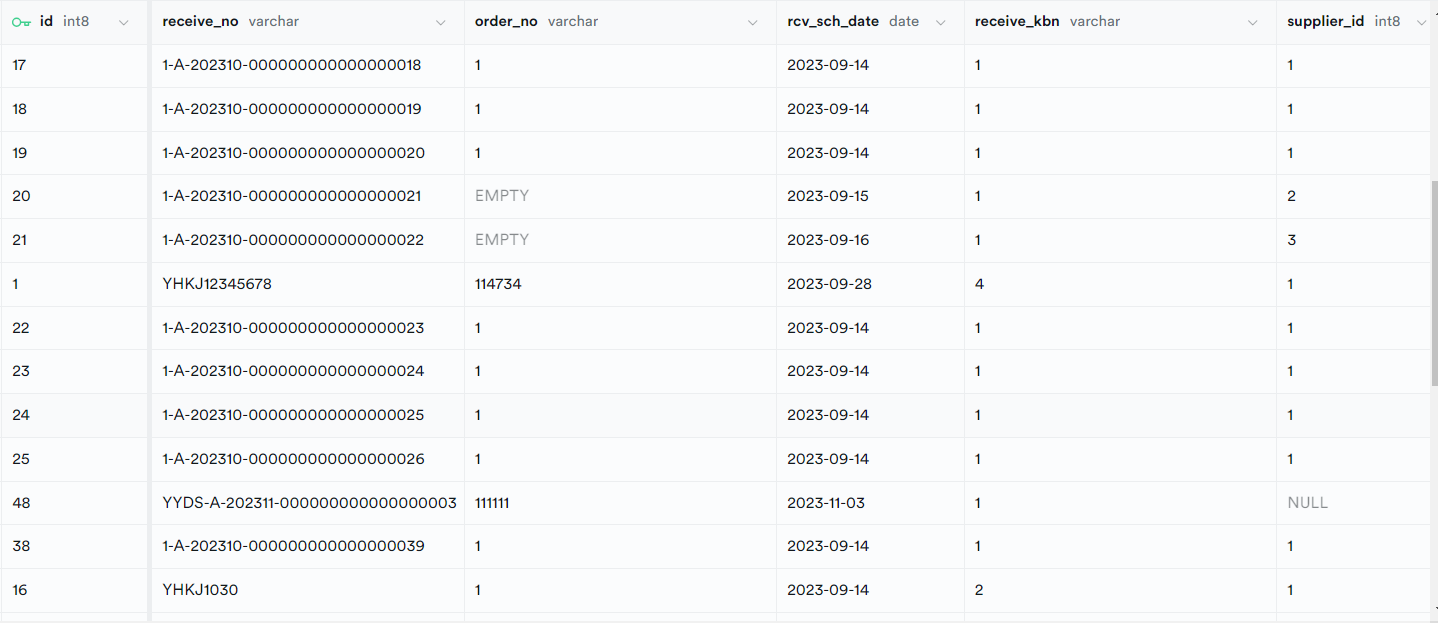 id int8 receive_no varchar order_no varchar rcv_sch_date date receive_kbn varchar supplier_id int8
17 1-A-202310-000000000000000018 1 2023-09-14 1 1
18 1-A-202310-000000000000000019 1 2023-09-14 1 1
19 1-A-202310-000000000000000020 1 2023-09-14 1 1
20 1-A-202310-000000000000000021 EMPTY 2023-09-15 1 2
21 1-A-202310-000000000000000022 EMPTY 2023-09-16 1 3
1 YHKJ12345678 114734 2023-09-28 4 1
22 1-A-202310-000000000000000023 1 2023-09-14 1 1
23 1-A-202310-000000000000000024 1 2023-09-14 1 1
24 1-A-202310-000000000000000025 1 2023-09-14 1 1
25 1-A-202310-000000000000000026 1 2023-09-14 1 1
48 YYDS-A-202311-000000000000000003 111111 2023-11-03 1 NULL
38 1-A-202310-000000000000000039 1 2023-09-14 1 1
16 YHKJ1030 1 2023-09-14 2 1